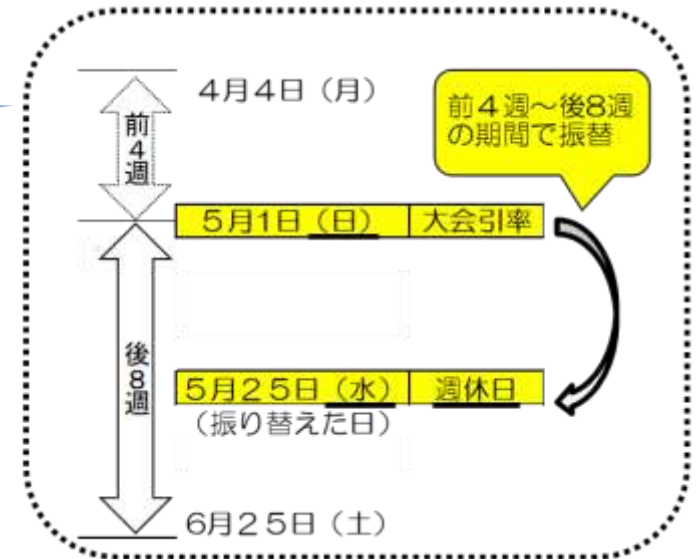 4月4日（月）
前4週～後8週
の期間で振替
前4週
5月1日（日） 大会引率
後8週
5月25日（水） 週休日
（振り替えた日）
6月25日（土）